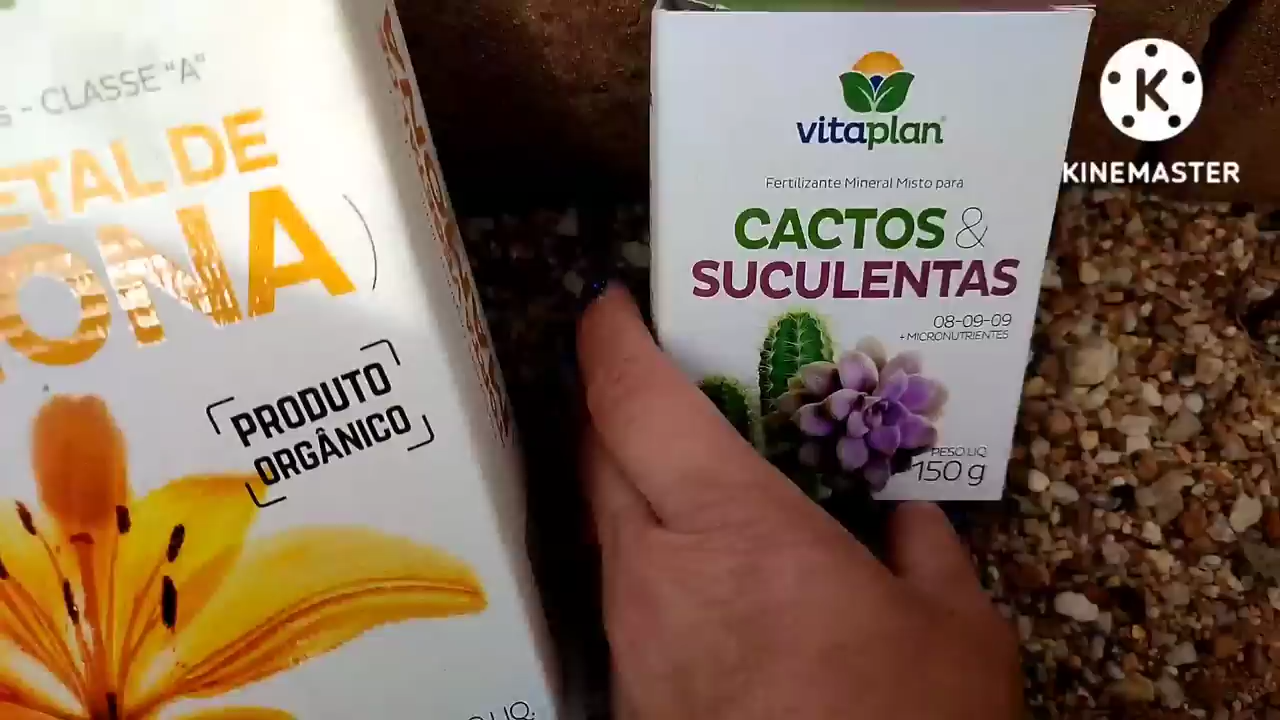 - CLASSE "A"
ETAL DE
ONA)
PRODUTO
ORGÂNICO
LIQ.
vitaplan
Fertilizante Mineral Misto para
CACTOS &
SUCULENTAS
08-09-09
+MICRONUTRIENTES
PESO LIQ.
150 g
K
KINEMASTER